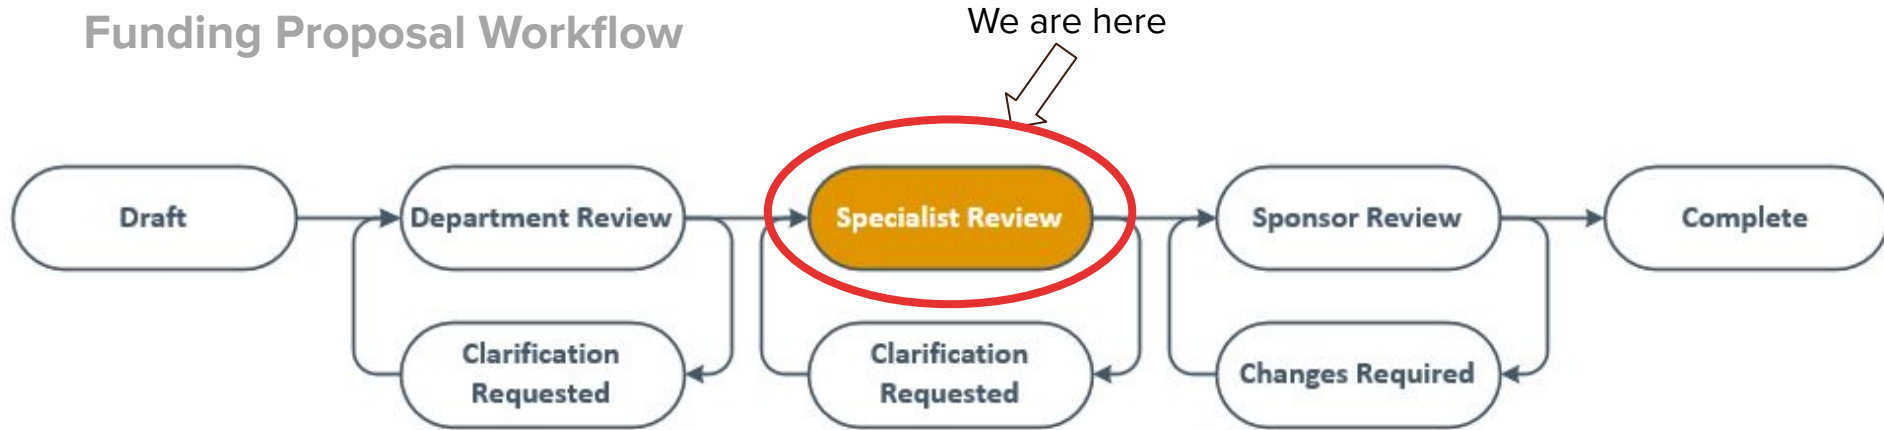 Funding Proposal Workflow
We are here
Draft
Department Review
Specialist Review
Sponsor Review
Complete
Clarification
Requested
Clarification
Requested
Changes Required